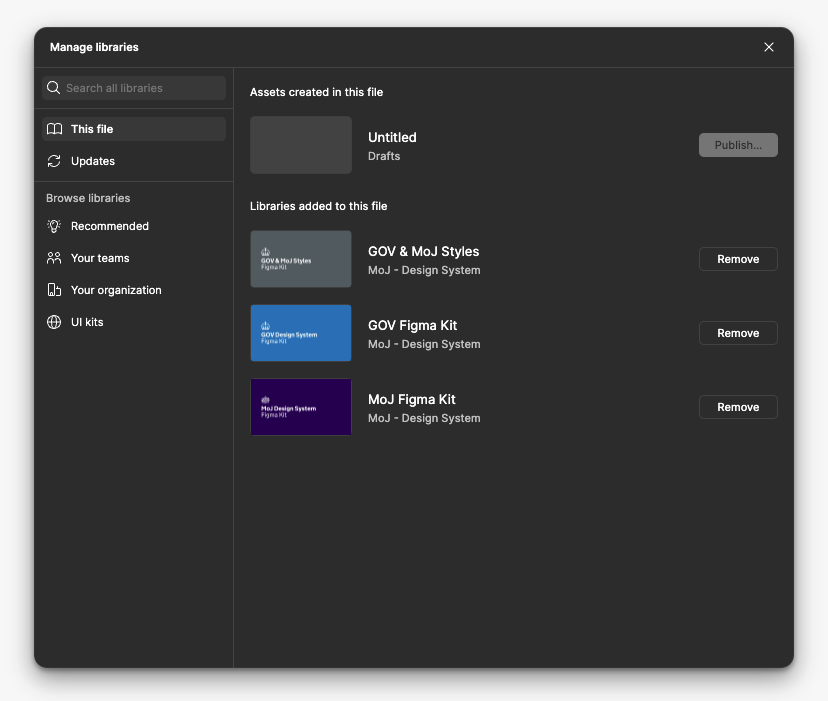 Manage libraries
Search all libraries
This file
Updates
Browse libraries
Recommended
Your teams
Your organization
UI kits
Assets created in this file
Untitled
Drafts
Publish...
Libraries added to this file
GOV & MoJ Styles
Figma Kit
GOV & MoJ Styles
MoJ - Design System
Remove
GOV Design System
Figma Kit
GOV Figma Kit
MoJ - Design System
Remove
MoJ Design System
Figma Kit
MoJ Figma Kit
MoJ - Design System
Remove